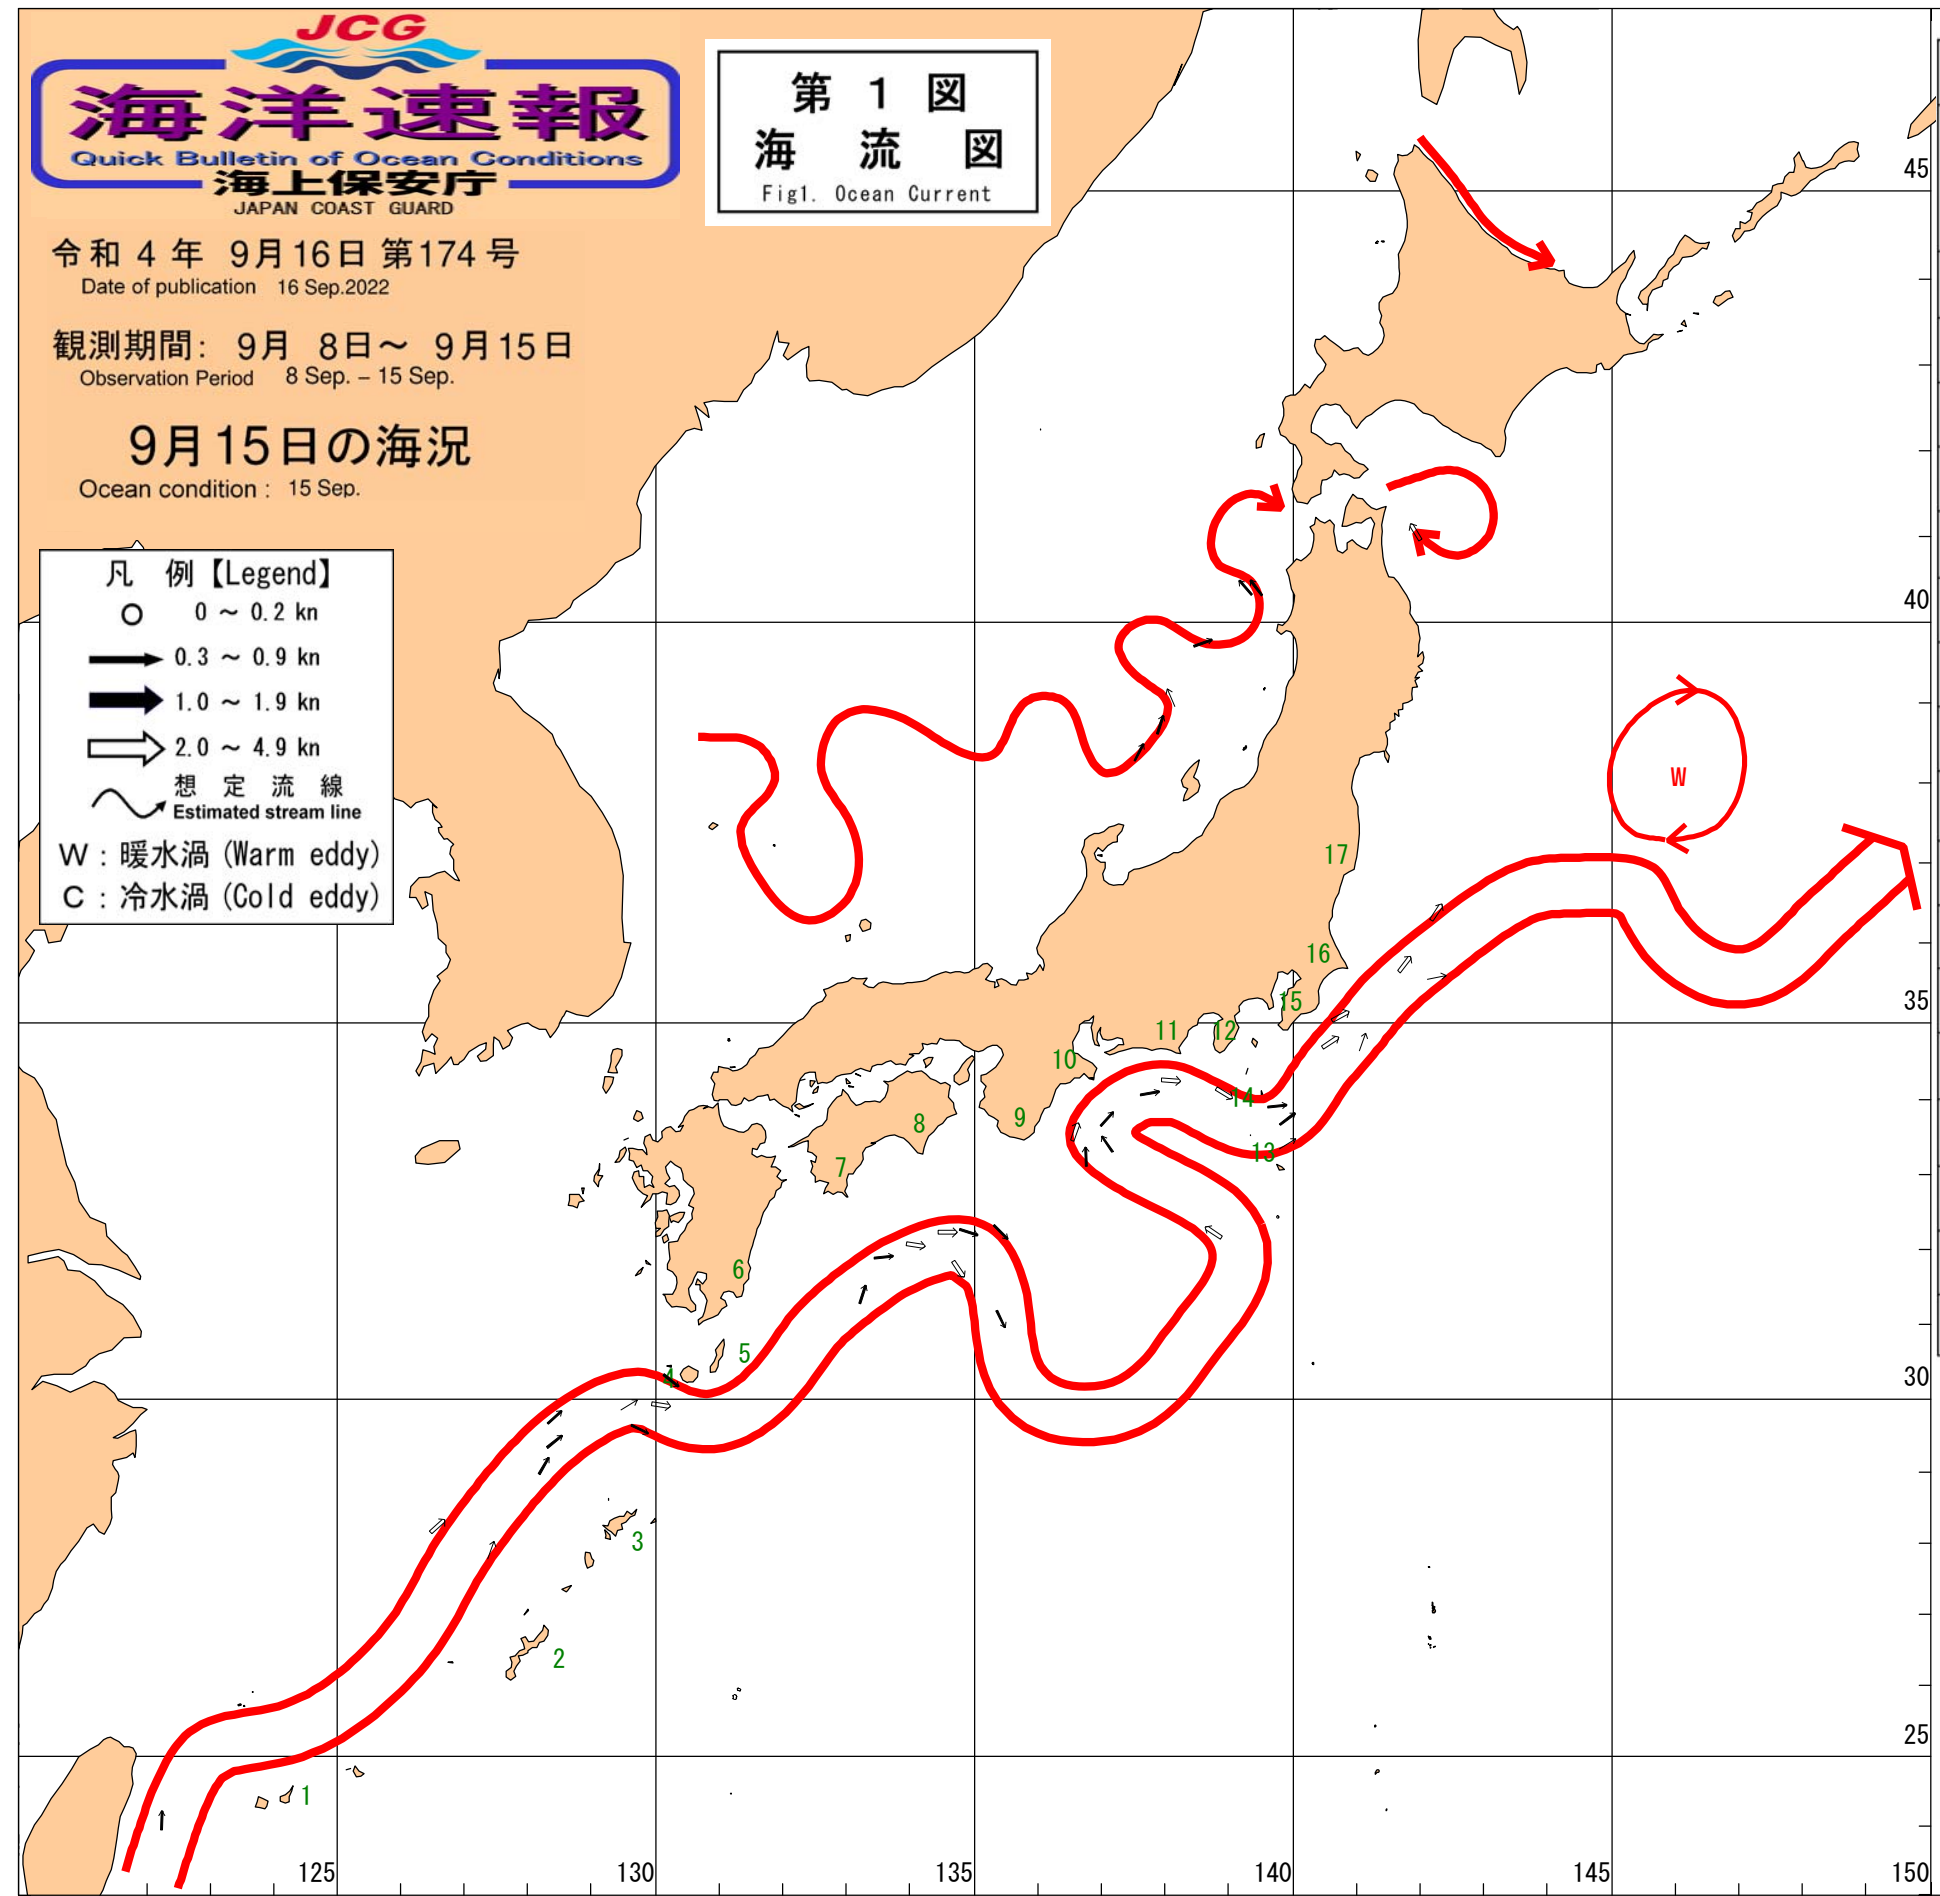 JCG
海洋速報
Quick Bulletin of Ocean Conditions
海上保安庁
JAPAN COAST GUARD
第 1 図
海 流 図
Fig1. Ocean Current
令和 4 年 9月16日 第174号
Date of publication 16 Sep.2022
観測期間: 9月 8日～ 9月15日
Observation Period 8 Sep. – 15 Sep.
9月15日の海況
Ocean condition : 15 Sep.
凡 例【Legend】
0 ～ 0.2 kn
0.3 ～ 0.9 kn
1.0 ～ 1.9 kn
2.0 ～ 4.9 kn
想 定 流 線
Estimated stream line
W : 暖水渦 (Warm eddy)
C : 冷水渦 (Cold eddy)
45
40
W
17
16
35
15
12
11
10
14
9
8
13
7
6
5
4
30
3
2
25
1
125
130
135
140
145
150